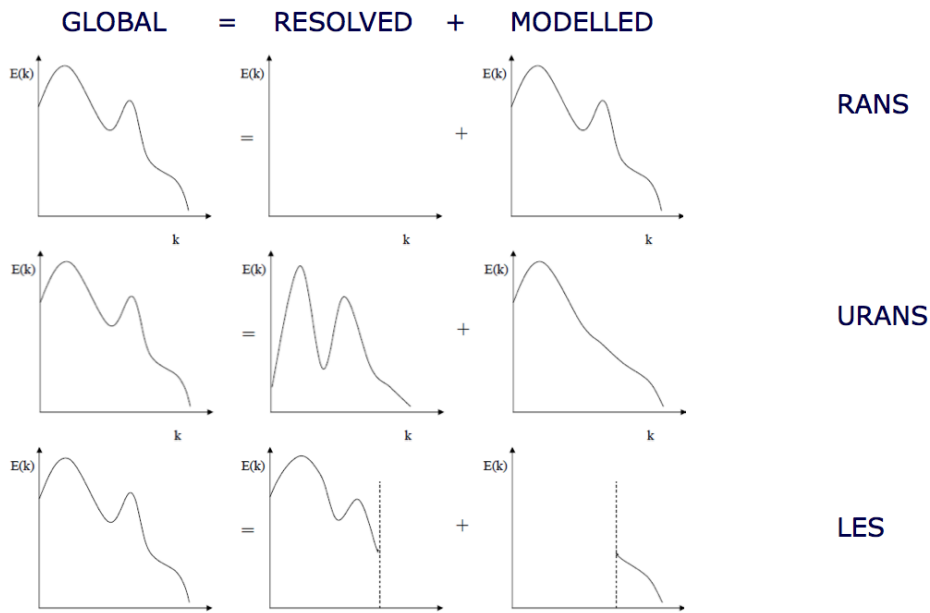 GLOBAL = RESOLVED + MODELLED
E(k) E(k) E(k) RANS
= +
k k k
E(k) E(k) E(k) URANS
= +
k k k
E(k) E(k) E(k)
= + LES